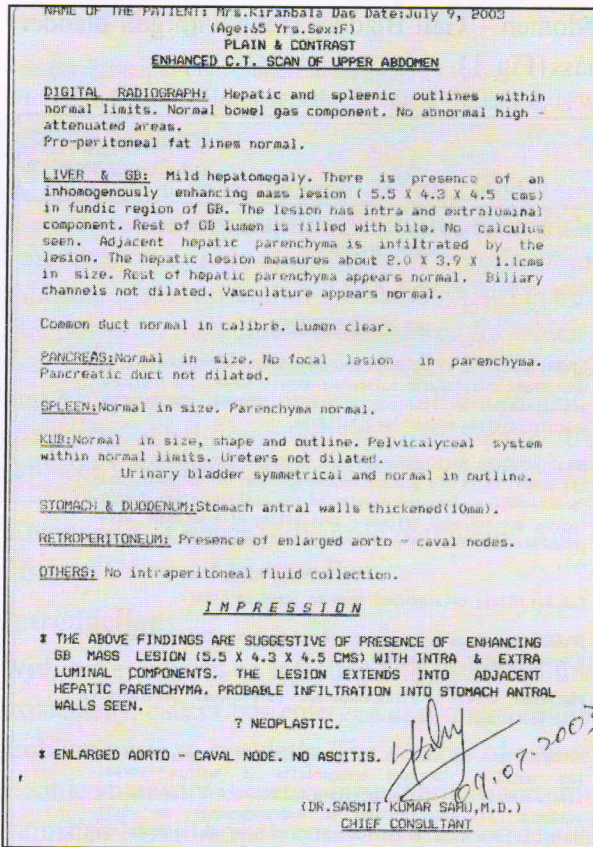 NAME OF THE PATIENT: Mrs.Kiranbala Das Date:July 9, 2003
(Age:65 Yrs.Sex:F)
PLAIN & CONTRAST
ENHANCED C.T. SCAN OF UPPER ABDOMEN
DIGITAL RADIOGRAPH: Hepatic and spleenic outlines within
normal limits. Normal bowel gas component. No abnormal high -
attenuated areas.
Pro-peritoneal fat lines normal.
LIVER & GB: Mild hepatomegaly. There is presence of an
inhomogenously enhancing mass lesion ( 5.5 X 4.3 X 4.5 cms)
in fundic region of GB. The lesion has intra and extraluminal
component. Rest of GB lumen is filled with bile. No calculus
seen. Adjacent hepatic parenchyma is infiltrated by the
lesion. The hepatic lesion measures about 2.0 X 3.9 X 1.1cms
in size. Rest of hepatic parenchyma appears normal. Biliary
channels not dilated. Vasculature appears normal.
Common duct normal in calibre. Lumen clear.
PANCREAS:Normal in size. No focal lesion in parenchyma.
Pancreatic duct not dilated.
SPLEEN:Normal in size. Parenchyma normal.
KUB:Normal in size, shape and outline. Pelvicalyceal system
within normal limits. Ureters not dilated.
Urinary bladder symmetrical and normal in outline.
STOMACH & DUODENUM:Stomach antral walls thickened(10mm).
RETROPERITONEUM: Presence of enlarged aorto - caval nodes.
OTHERS: No intraperitoneal fluid collection.
IMPRESSION
* THE ABOVE FINDINGS ARE SUGGESTIVE OF PRESENCE OF ENHANCING
GB MASS LESION (5.5 X 4.3 X 4.5 CMS) WITH INTRA & EXTRA
LUMINAL COMPONENTS. THE LESION EXTENDS INTO ADJACENT
HEPATIC PARENCHYMA. PROBABLE INFILTRATION INTO STOMACH ANTRAL
WALLS SEEN.
? NEOPLASTIC.
* ENLARGED AORTO - CAVAL NODE. NO ASCITIS.
09.07.2003
(DR.SASMIT KUMAR SAHU,M.D.)
CHIEF CONSULTANT